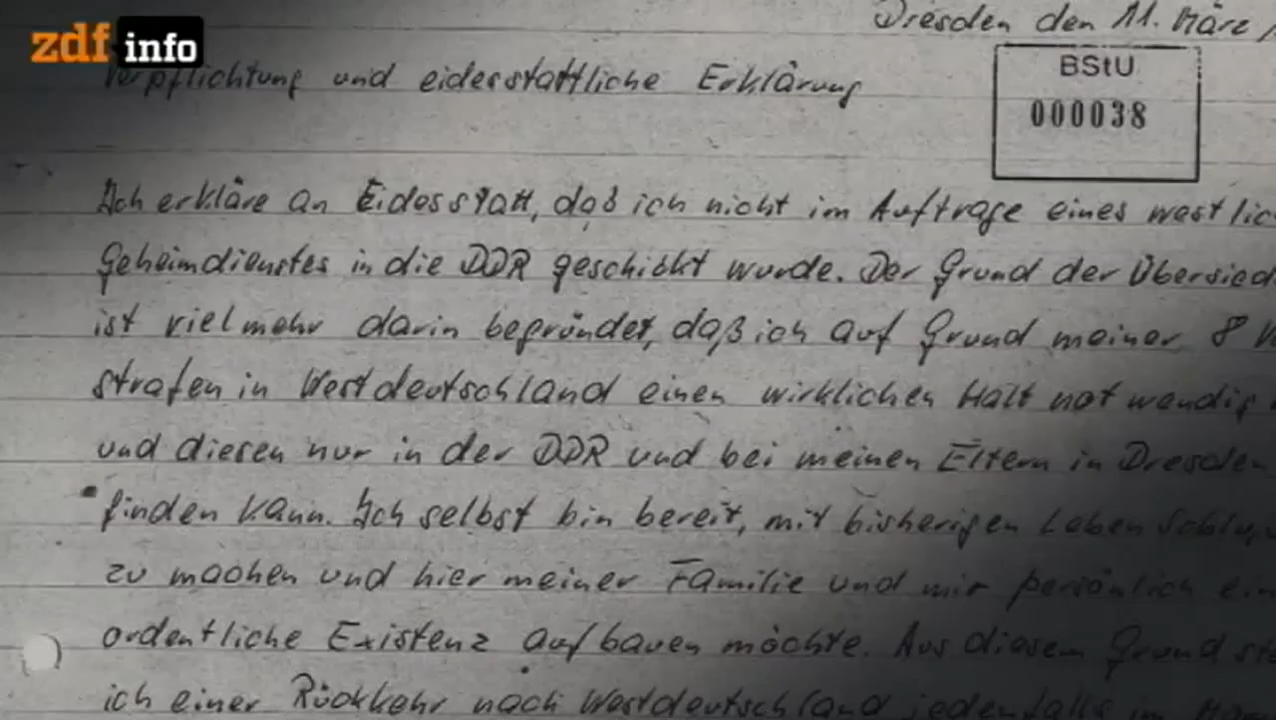 zdf info
Dresden den 11. März
BStU
000038
Verpflichtung und eidesstattliche Erklärung
Ich erkläre an Eidesstatt, daß ich nicht im Auftrage eines westlic
Geheimdienstes in die DDR geschickt wurde. Der Grund der Übersied
ist vielmehr darin begründet, daß ich auf Grund meiner 8
strafen in Westdeutschland einen wirklichen Halt notwendig
und diesen nur in der DDR und bei meinen Eltern in Dresden
finden kann. Ich selbst bin bereit, mit bisherigen Leben
zu machen und hier meiner Familie und mir persönlich ein
ordentliche Existenz aufbauen möchte. Aus diesem Grund
ich einer Rückkehr nach Westdeutschland jedenfalls